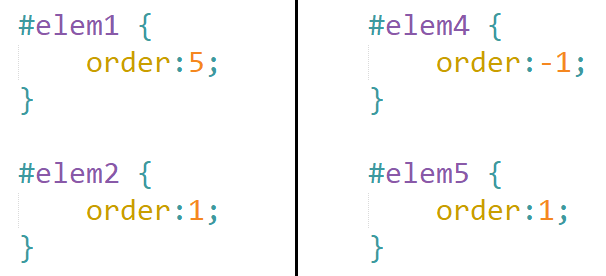 #elem1 {
    order:5;
}

#elem2 {
    order:1;
}

#elem4 {
    order:-1;
}

#elem5 {
    order:1;
}